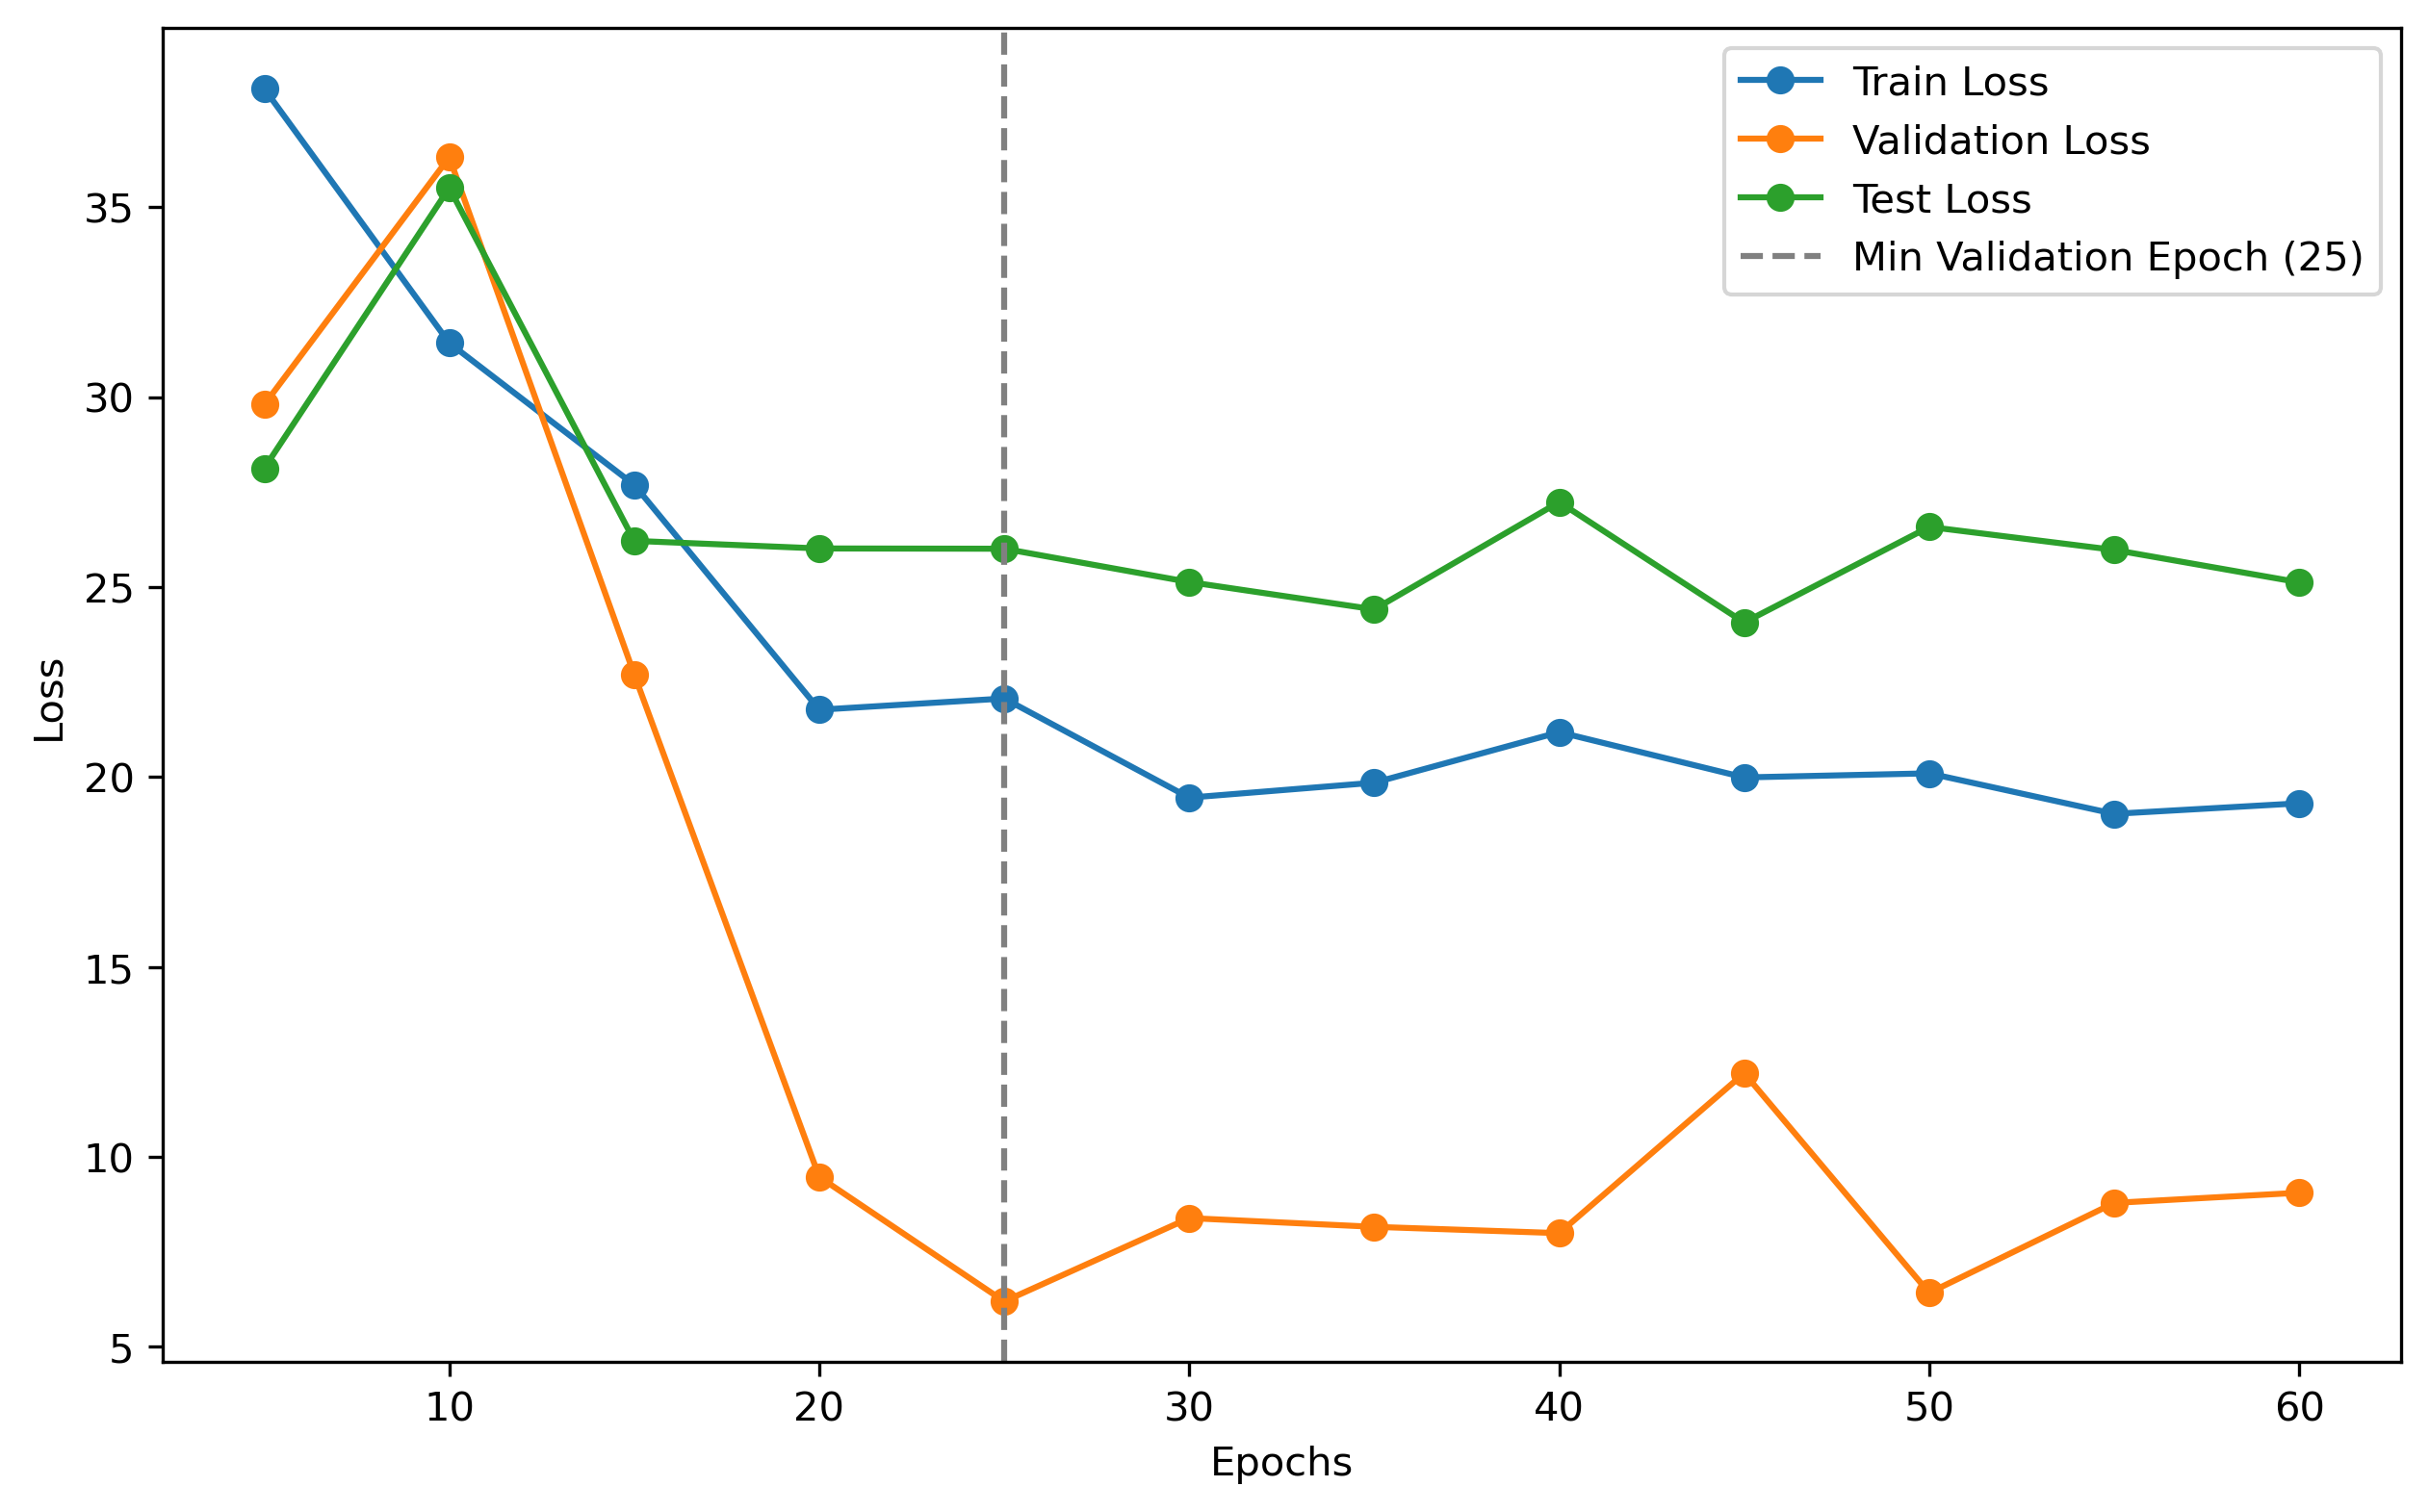 Train Loss
Validation Loss
Test Loss
Min Validation Epoch (25)
35
30
25
20
15
10
5
Loss
10 20 30 40 50 60
Epochs